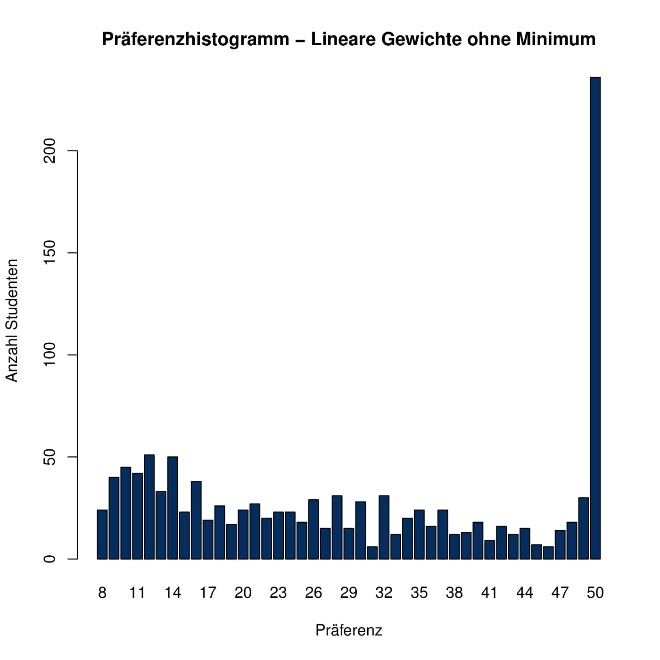 Präferenzhistogramm − Lineare Gewichte ohne Minimum
200
150
100
50
0
Anzahl Studenten
8 11 14 17 20 23 26 29 32 35 38 41 44 47 50
Präferenz